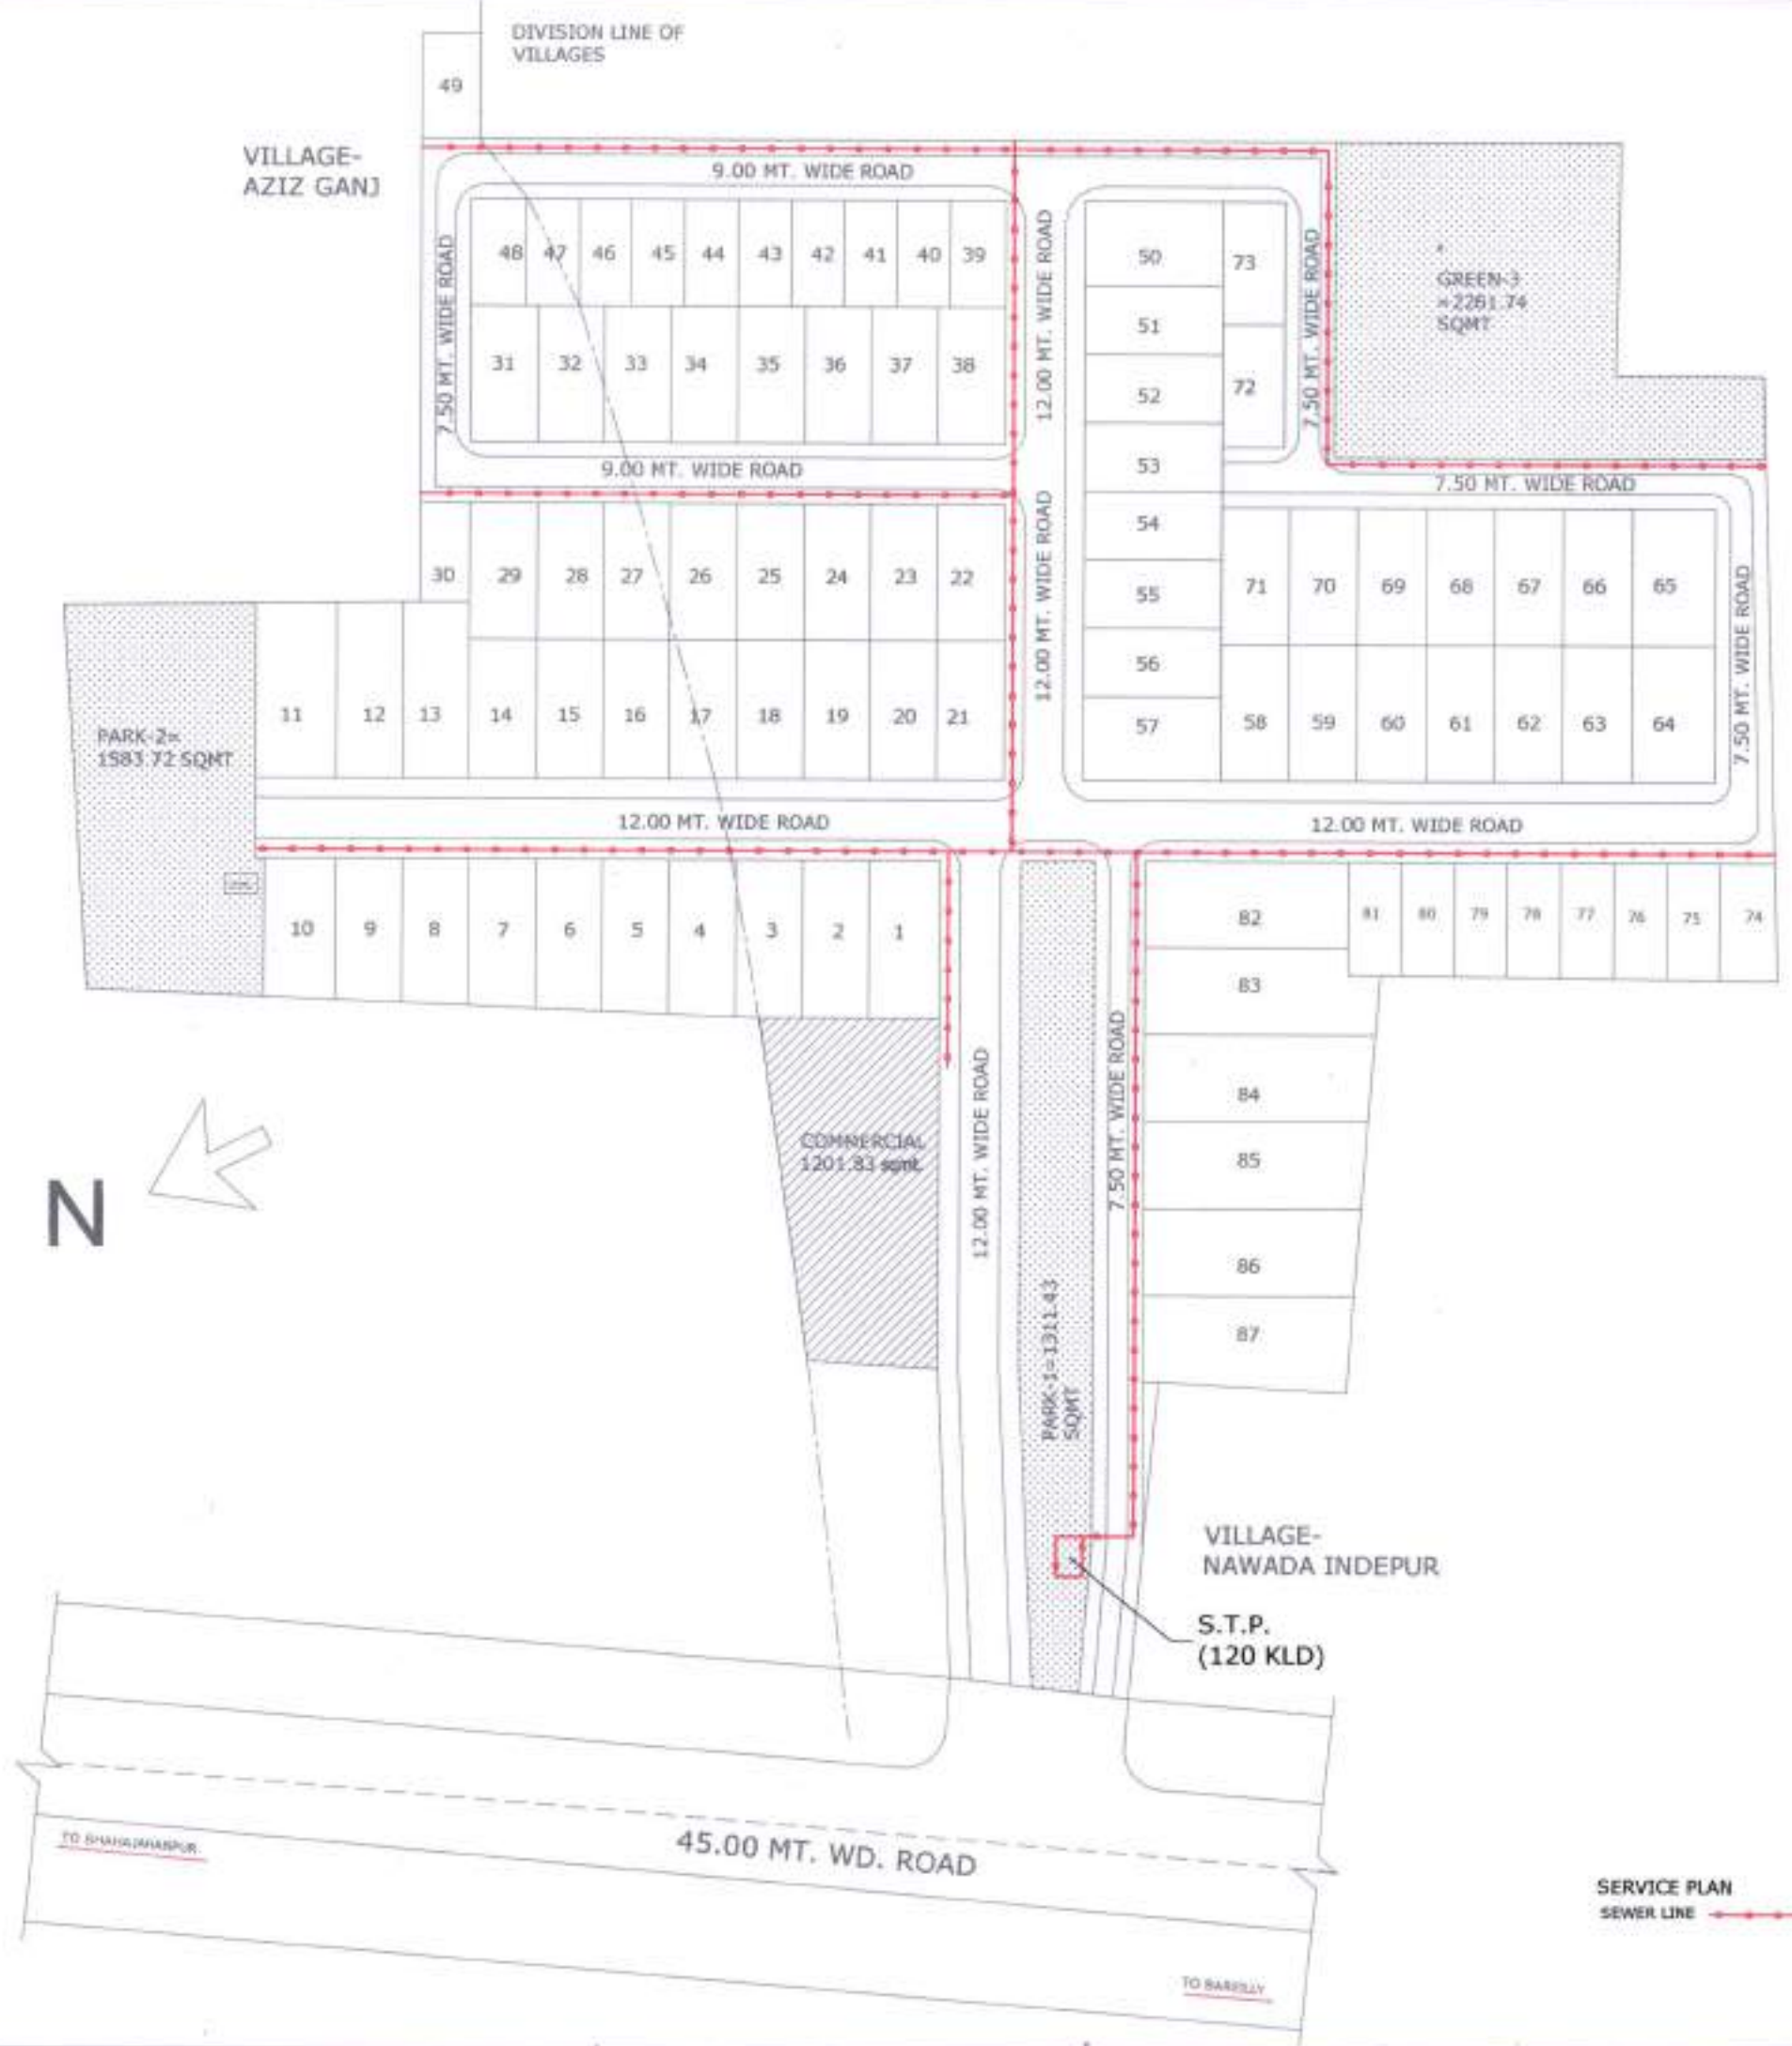 DIVISION LINE OF
VILLAGES
49
VILLAGE-
AZIZ GANJ
9.00 MT. WIDE ROAD
7.50 MT. WIDE ROAD
48 47 46 45 44 43 42 41 40 39
31 32 33 34 35 36 37 38
12.00 MT. WIDE ROAD
50
51
52
53
54
55
56
57
73
72
7.50 MT. WIDE ROAD
GREEN-3
=2261.74
SQMT
9.00 MT. WIDE ROAD
7.50 MT. WIDE ROAD
12.00 MT. WIDE ROAD
30 29 28 27 26 25 24 23 22
71 70 69 68 67 66 65
7.50 MT. WIDE ROAD
PARK-2=
1583.72 SQMT
11 12 13 14 15 16 17 18 19 20 21
58 59 60 61 62 63 64
12.00 MT. WIDE ROAD
12.00 MT. WIDE ROAD
10 9 8 7 6 5 4 3 2 1
82
83
84
85
86
87
81 80 79 78 77 76 75 74
N
COMMERCIAL
1201.83 sqmt.
12.00 MT. WIDE ROAD
PARK-1=1311.43
SQMT
7.50 MT. WIDE ROAD
VILLAGE-
NAWADA INDEPUR
S.T.P.
(120 KLD)
45.00 MT. WD. ROAD
TO SHAHAJAHANPUR
TO BAREILLY
SERVICE PLAN
SEWER LINE